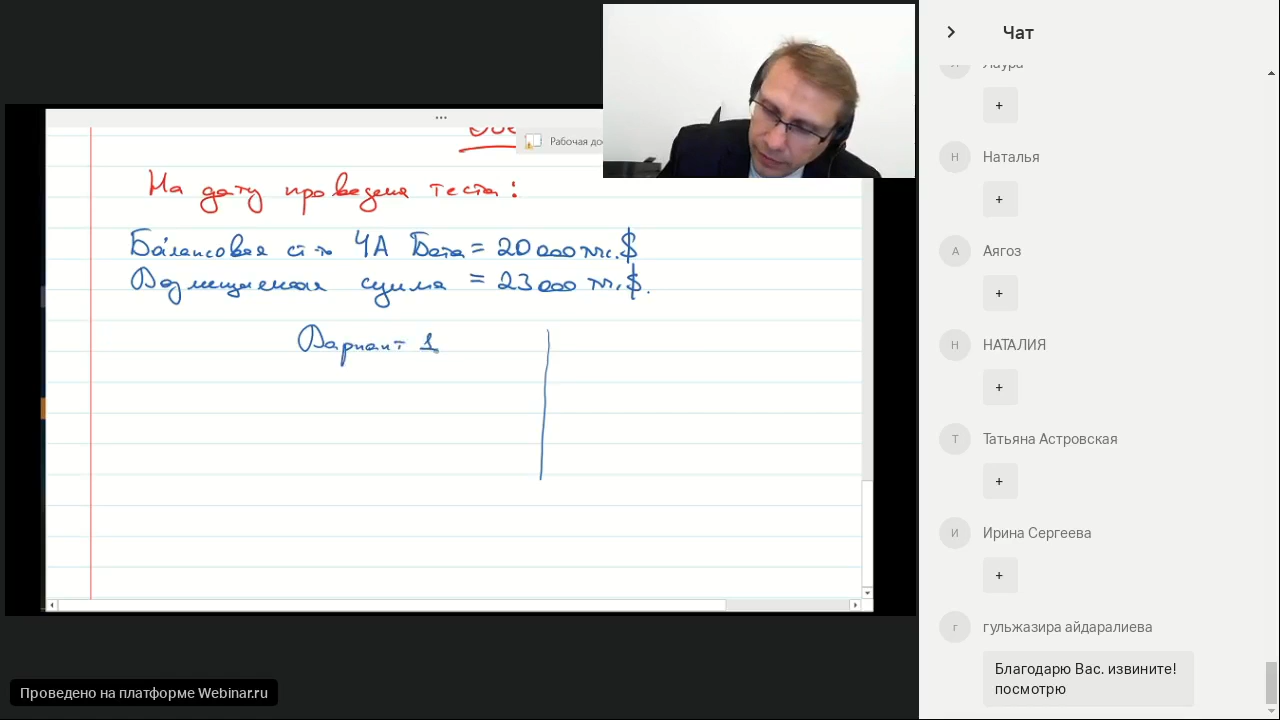 Рабочая дос
На дату проведения теста:
Балансовая ст-ть ЧА Бета = 20 000 тыс.$
Возмещаемая сумма = 23 000 тыс.$.
Вариант 1
Проведено на платформе Webinar.ru
Чат
Лаура
+
Н Наталья
+
А Аягоз
+
Н НАТАЛИЯ
+
Т Татьяна Астровская
+
И Ирина Сергеева
+
г гульжазира айдаралиева
Благодарю Вас. извините!
посмотрю